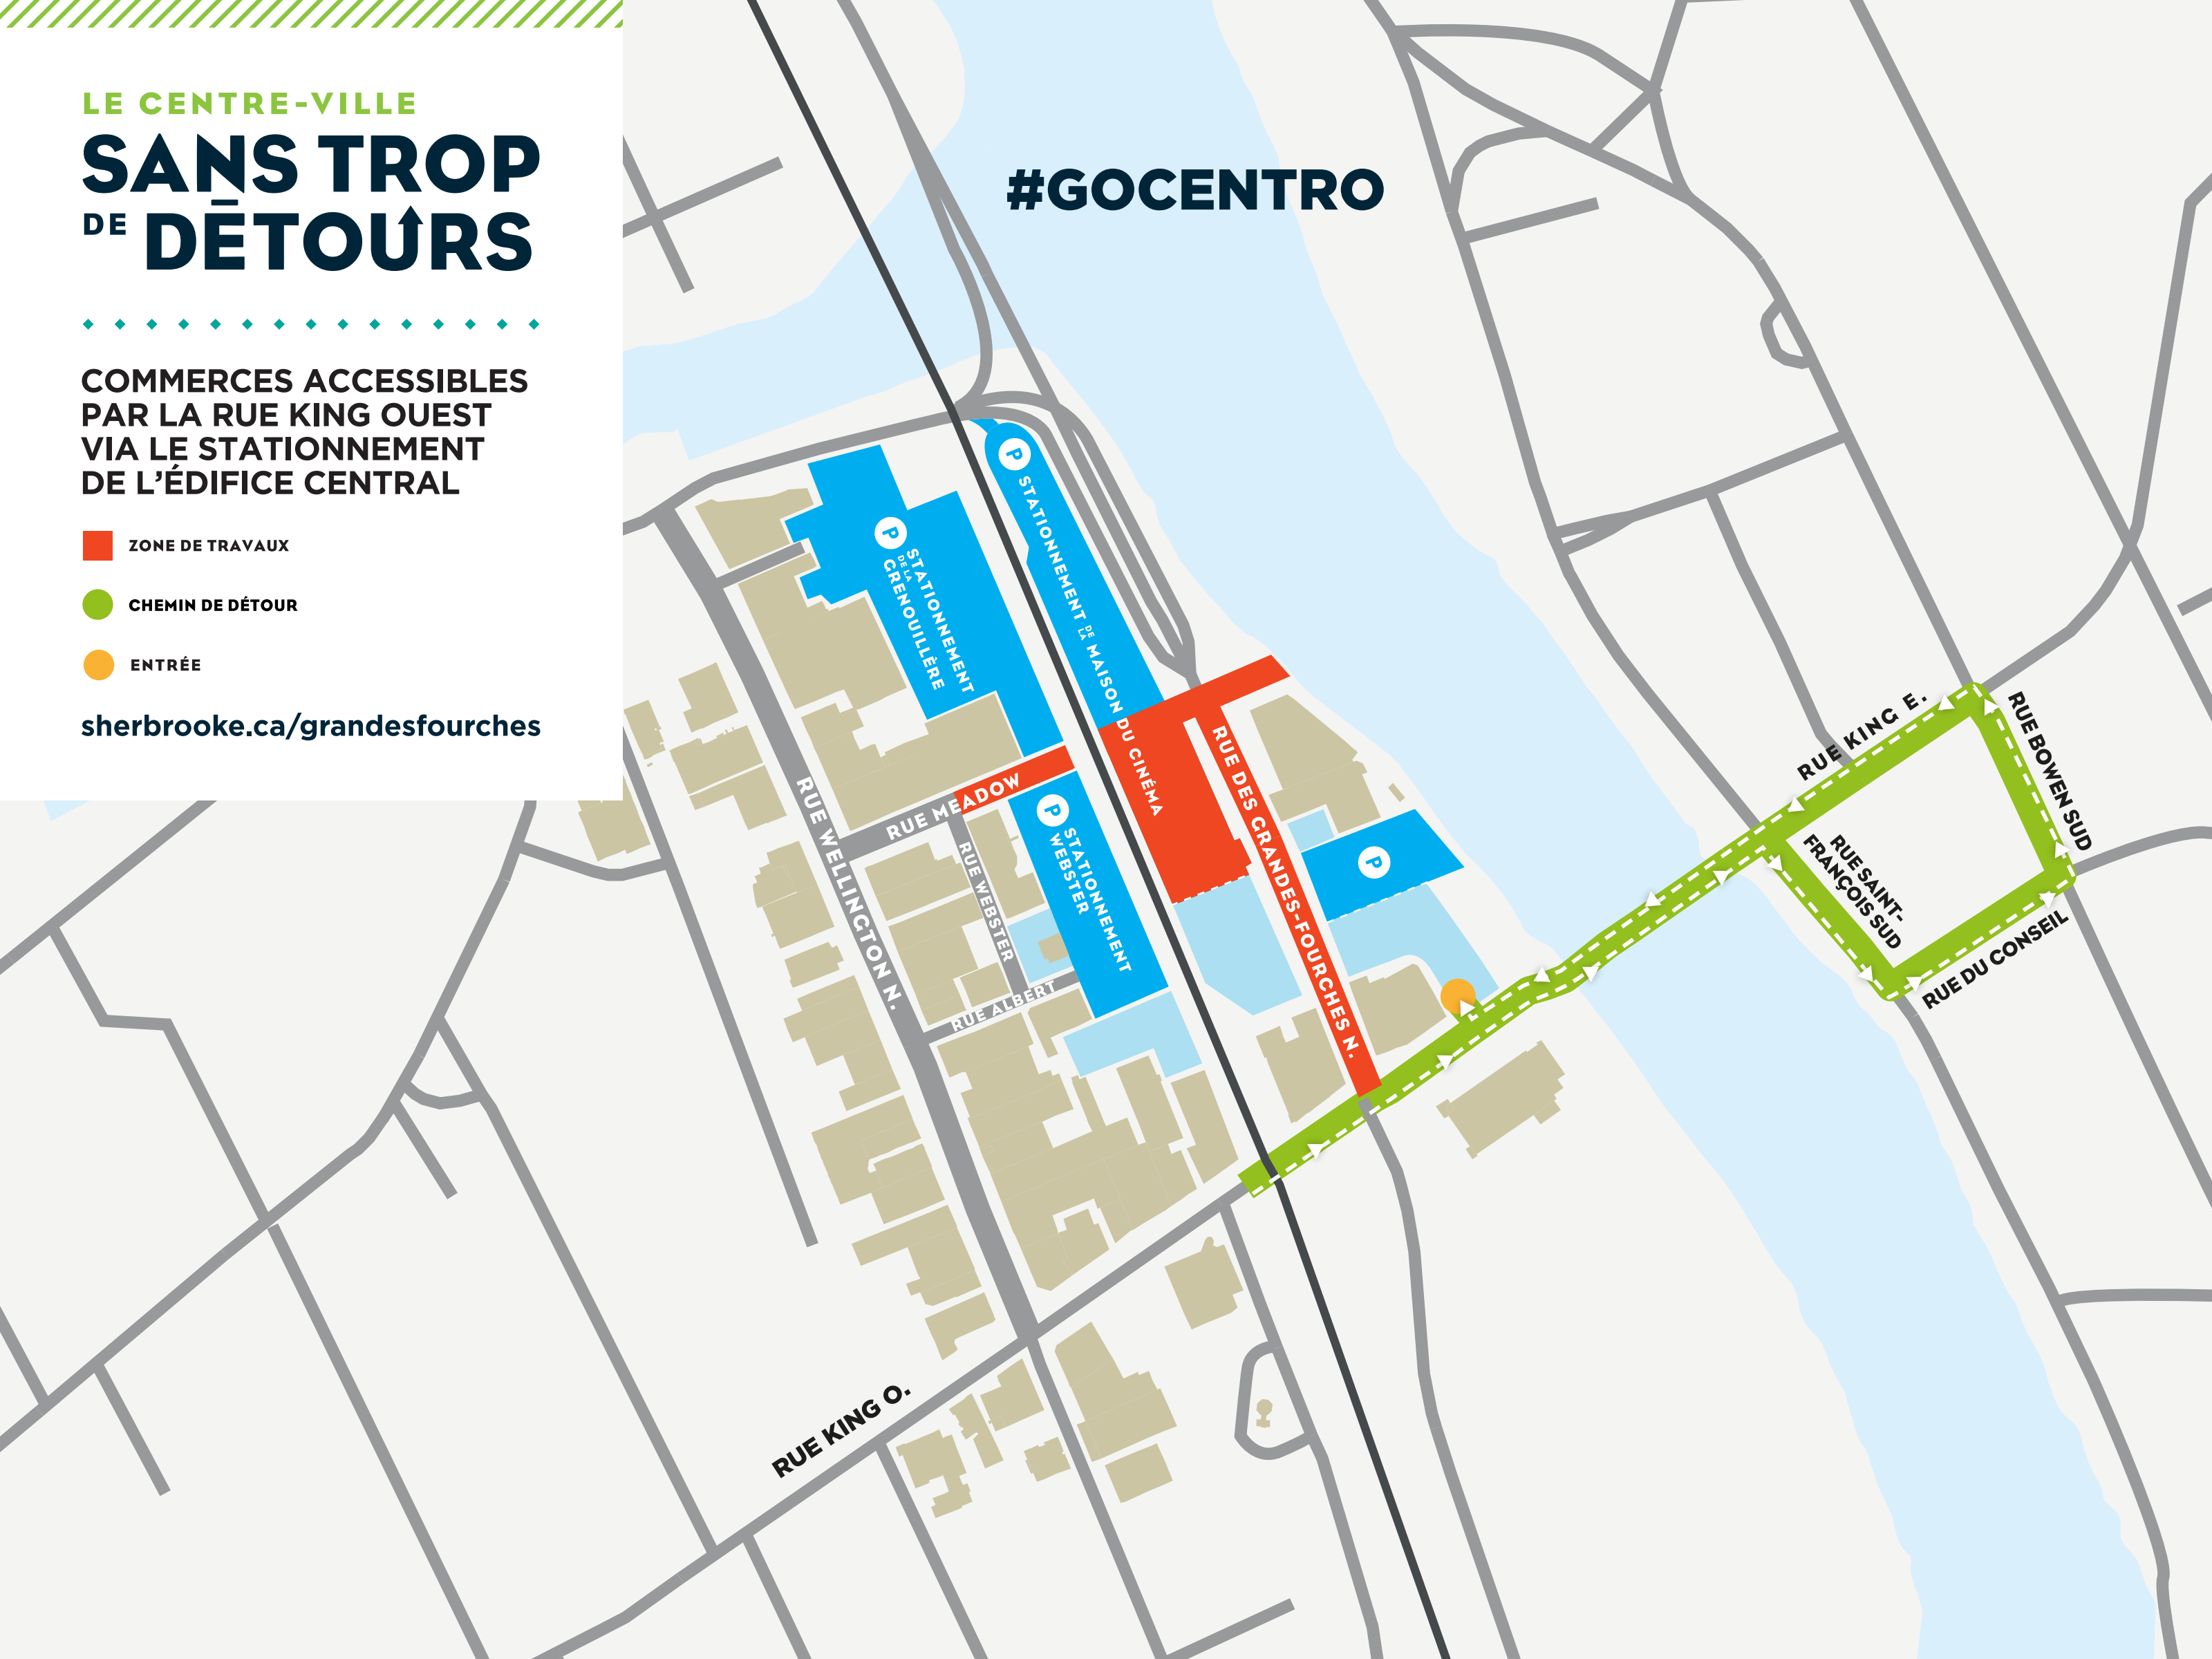 LE CENTRE-VILLE
SANS TROP
DE DĒTOURS
COMMERCES ACCESSIBLES
PAR LA RUE KING OUEST
VIA LE STATIONNEMENT
DE L’ÉDIFICE CENTRAL
ZONE DE TRAVAUX
CHEMIN DE DÉTOUR
ENTRÉE
sherbrooke.ca/grandesfourches
#GOCENTRO
P
STATIONNEMENT
DE LA
GRENOUILLÈRE
P
STATIONNEMENT DE LA MAISON DU CINÉMA
RUE MEADOW
P
STATIONNEMENT
WEBSTER
RUE WEBSTER
RUE ALBERT
RUE WELLINGTON N.
RUE DES GRANDES-FOURCHES N.
P
RUE KING E.
RUE BOWEN SUD
RUE SAINT-
FRANÇOIS SUD
RUE DU CONSEIL
RUE KING O.